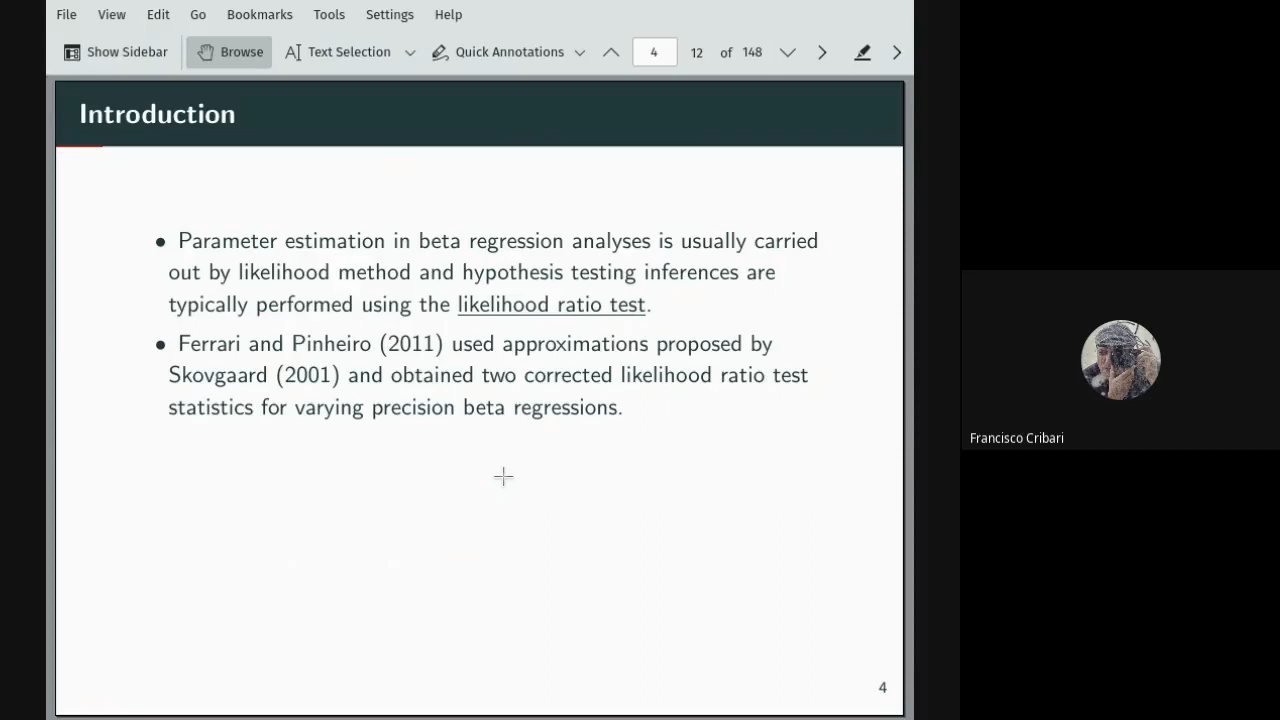 File View Edit Go Bookmarks Tools Settings Help
Show Sidebar Browse Text Selection Quick Annotations 4 12 of 148
Introduction
• Parameter estimation in beta regression analyses is usually carried
out by likelihood method and hypothesis testing inferences are
typically performed using the likelihood ratio test.
• Ferrari and Pinheiro (2011) used approximations proposed by
Skovgaard (2001) and obtained two corrected likelihood ratio test
statistics for varying precision beta regressions.
4
Francisco Cribari